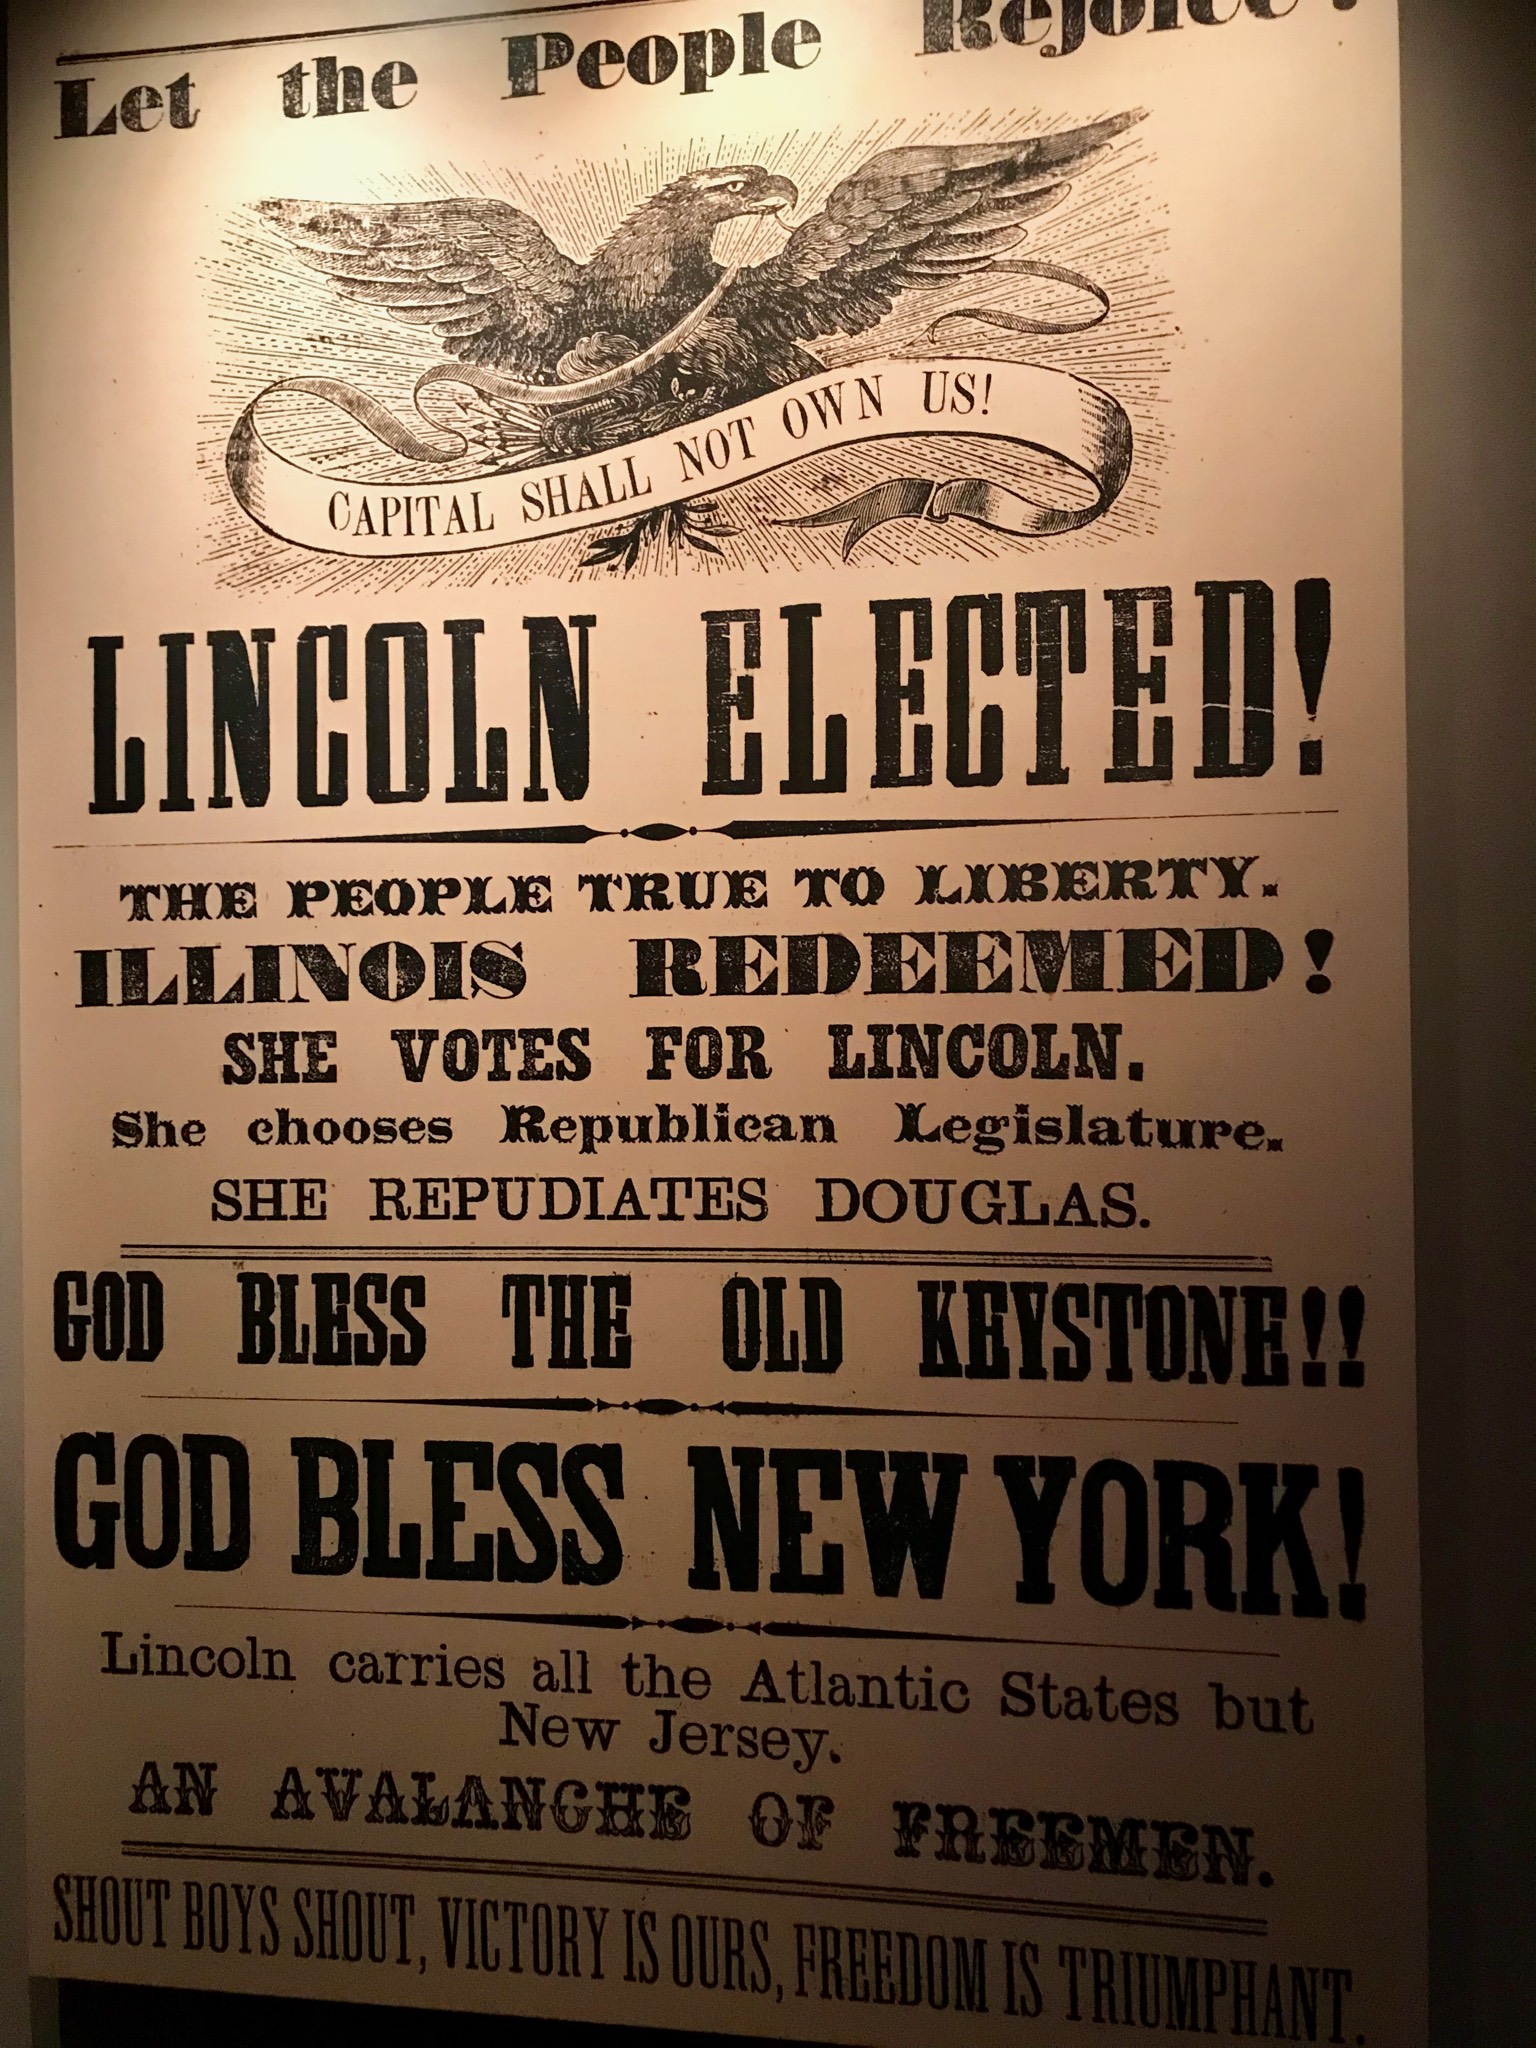 Let the People Rejoice!
CAPITAL SHALL NOT OWN US!
LINCOLN ELECTED!
THE PEOPLE TRUE TO LIBERTY.
ILLINOIS REDEEMED!
SHE VOTES FOR LINCOLN.
She chooses Republican Legislature.
SHE REPUDIATES DOUGLAS.
GOD BLESS THE OLD KEYSTONE!!
GOD BLESS NEW YORK!
Lincoln carries all the Atlantic States but
New Jersey.
AN AVALANCHE OF FREEMEN.
SHOUT BOYS SHOUT, VICTORY IS OURS, FREEDOM IS TRIUMPHANT.